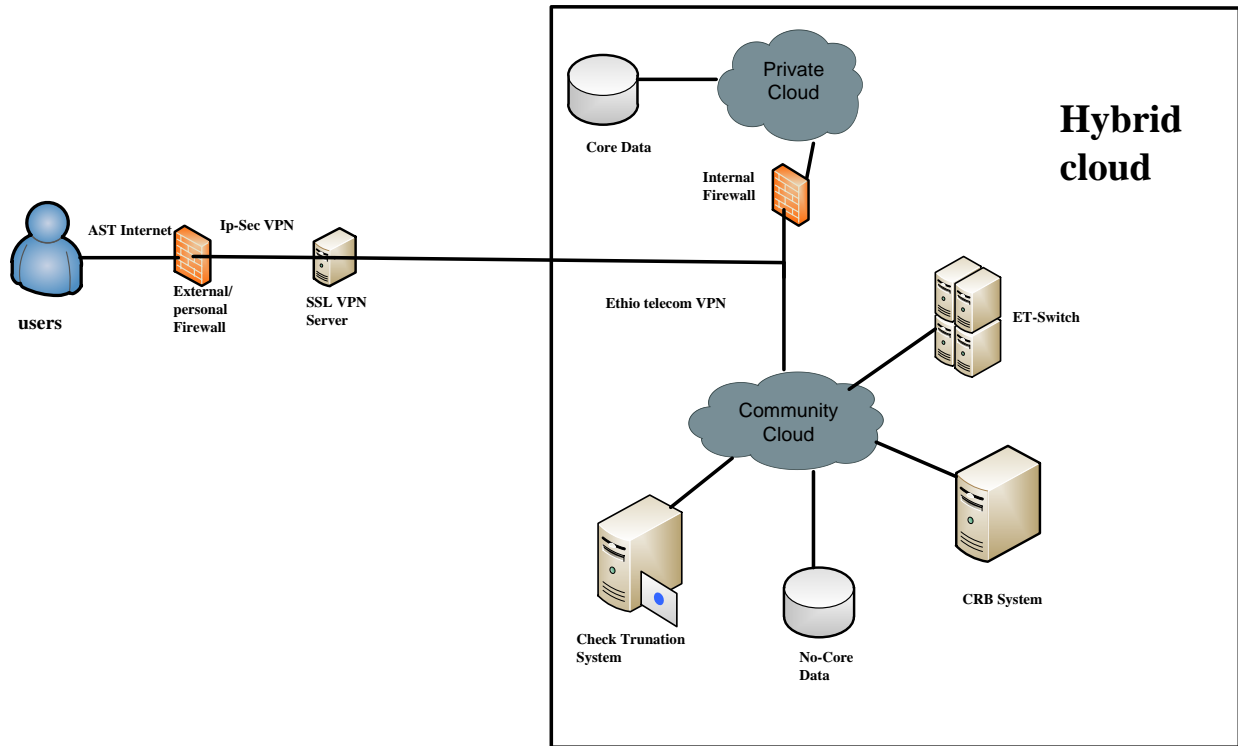 Private
Cloud
Core Data
Hybrid
cloud
Internal
Firewall
AST Internet
Ip-Sec VPN
External/
personal
Firewall
SSL VPN
Server
users
Ethio telecom VPN
ET-Switch
Community
Cloud
CRB System
Check Trunation
System
No-Core
Data